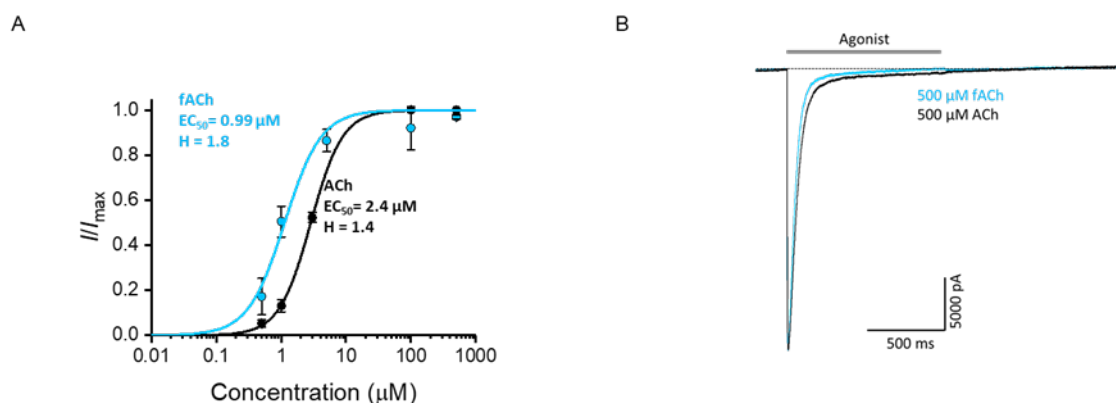 A
B
fACh
EC50= 0.99 µM
H = 1.8
ACh
EC50= 2.4 µM
H = 1.4
I/Imax
1.0
0.8
0.6
0.4
0.2
0.0
0.01 0.1 1 10 100 1000
Concentration (µM)
Agonist
500 µM fACh
500 µM ACh
5000 pA
500 ms